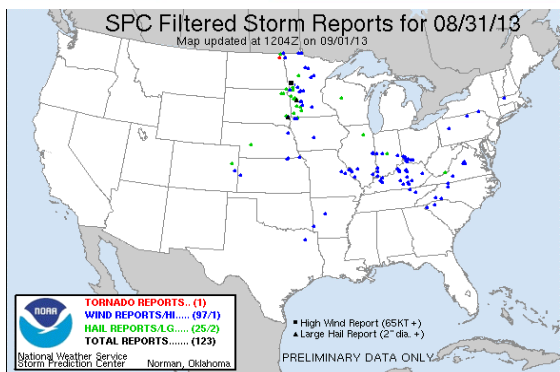 SPC Filtered Storm Reports for 08/31/13
Map updated at 1204Z on 09/01/13
NOAA
TORNADO REPORTS.. (1)
WIND REPORTS/HI..... (97/1)
HAIL REPORTS/LG..... (25/2)
TOTAL REPORTS....... (123)
National Weather Service
Storm Prediction Center Norman, Oklahoma
High Wind Report (65KT +)
Large Hail Report (2" dia. +)
PRELIMINARY DATA ONLY